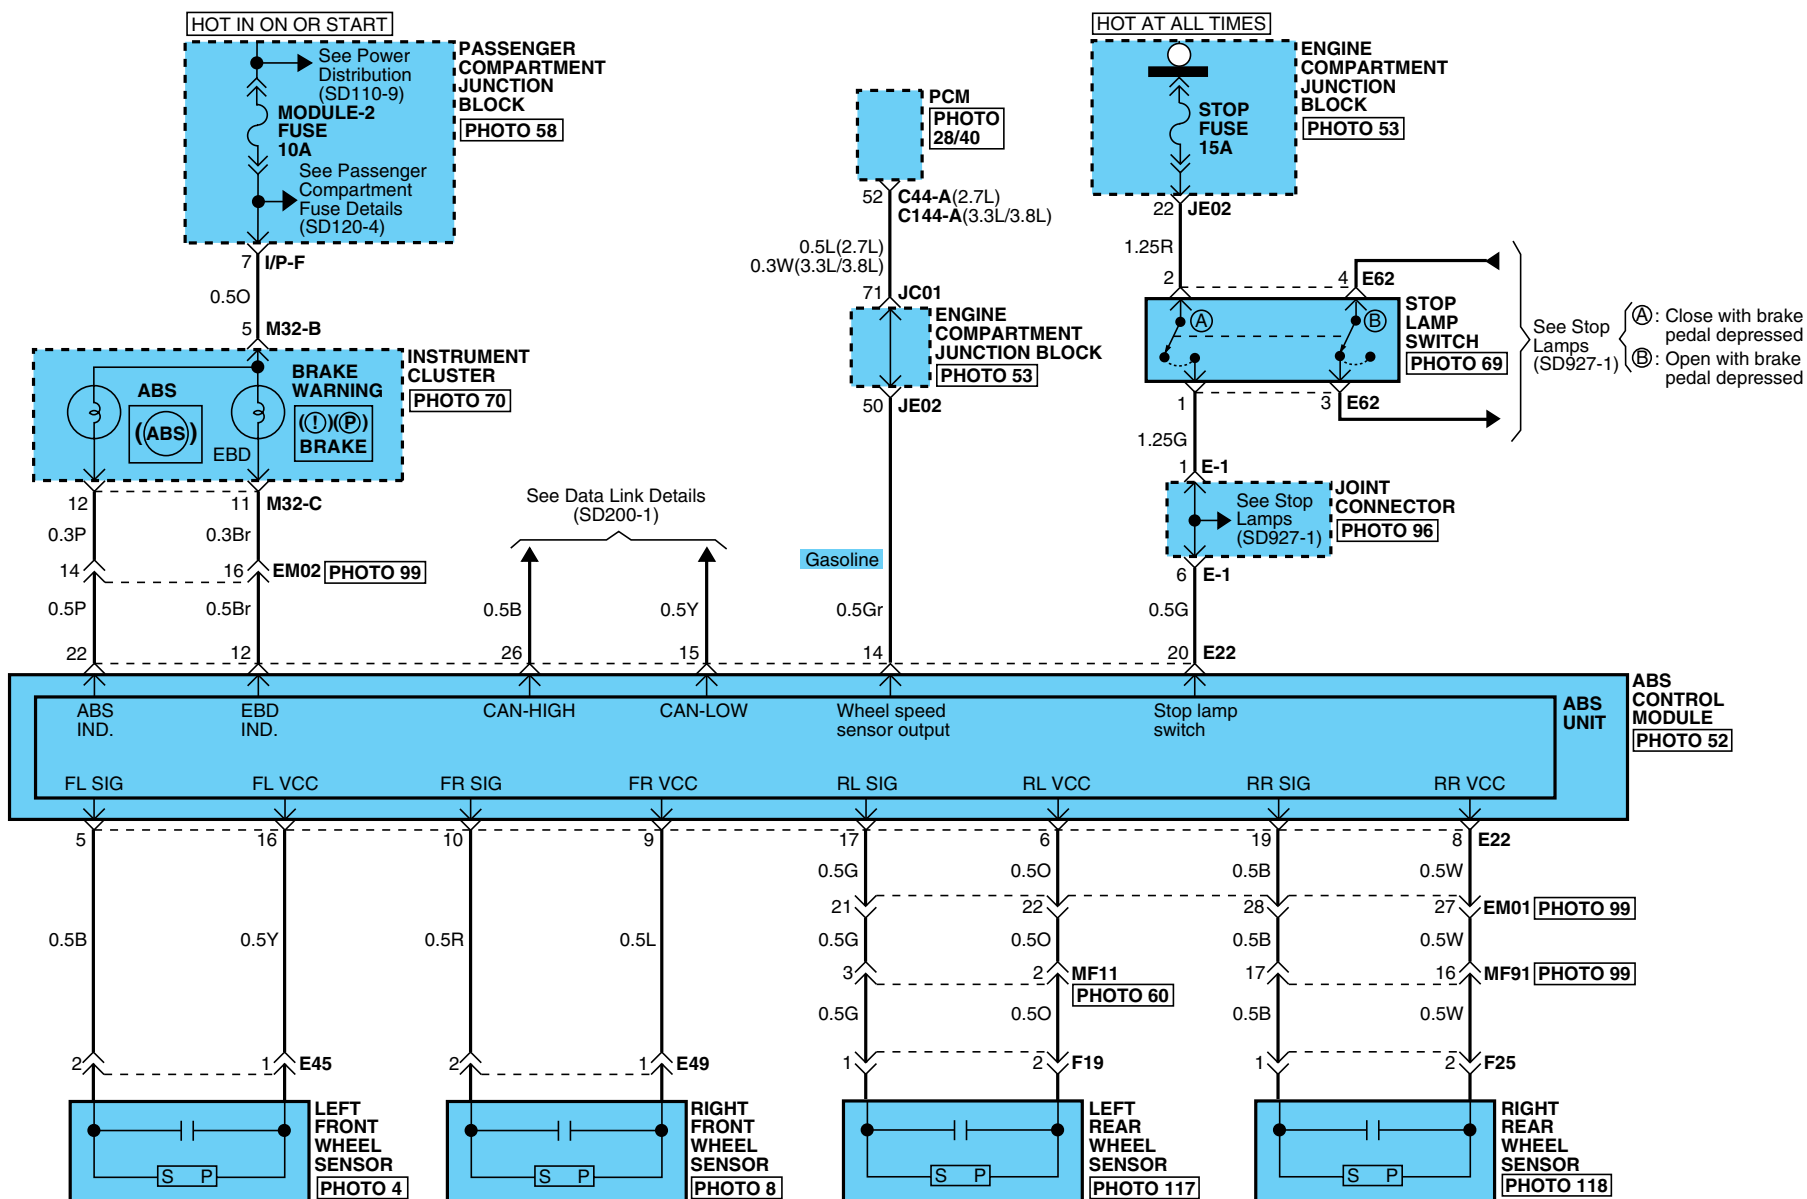 HOT IN ON OR START
See Power
Distribution
(SD110-9)
MODULE-2
FUSE
10A
See Passenger
Compartment
Fuse Details
(SD120-4)
PASSENGER
COMPARTMENT
JUNCTION
BLOCK
PHOTO 58
7 I/P-F
0.5O
5 M32-B
ABS
(ABS)
BRAKE
WARNING
(!)(P)
BRAKE
EBD
INSTRUMENT
CLUSTER
PHOTO 70
12 11 M32-C
0.3P 0.3Br
14 16 EM02 PHOTO 99
0.5P 0.5Br
22 12
See Data Link Details
(SD200-1)
0.5B 0.5Y
26 15
PCM
PHOTO
28/40
52 C44-A(2.7L)
C144-A(3.3L/3.8L)
0.5L(2.7L)
0.3W(3.3L/3.8L)
71 JC01
ENGINE
COMPARTMENT
JUNCTION BLOCK
PHOTO 53
50 JE02
Gasoline
0.5Gr
14
HOT AT ALL TIMES
STOP
FUSE
15A
ENGINE
COMPARTMENT
JUNCTION
BLOCK
PHOTO 53
22 JE02
1.25R
2 4 E62
A B
STOP
LAMP
SWITCH
PHOTO 69
See Stop
Lamps
(SD927-1)
A : Close with brake
pedal depressed
B : Open with brake
pedal depressed
1 3 E62
1.25G
1 E-1
See Stop
Lamps
(SD927-1)
JOINT
CONNECTOR
PHOTO 96
6 E-1
0.5G
20 E22
ABS
IND.
EBD
IND.
CAN-HIGH
CAN-LOW
Wheel speed
sensor output
Stop lamp
switch
ABS
UNIT
ABS
CONTROL
MODULE
PHOTO 52
FL SIG FL VCC FR SIG FR VCC RL SIG RL VCC RR SIG RR VCC
5 16 10 9 17 6 19 8 E22
0.5G 0.5O 0.5B 0.5W
21 22 28 27 EM01 PHOTO 99
0.5B 0.5Y 0.5R 0.5L 0.5G 0.5O 0.5B 0.5W
3 2 MF11 17 16 MF91 PHOTO 99
PHOTO 60
0.5G 0.5O 0.5B 0.5W
2 1 E45 2 1 E49 1 2 F19 1 2 F25
S P
LEFT
FRONT
WHEEL
SENSOR
PHOTO 4
S P
RIGHT
FRONT
WHEEL
SENSOR
PHOTO 8
S P
LEFT
REAR
WHEEL
SENSOR
PHOTO 117
S P
RIGHT
REAR
WHEEL
SENSOR
PHOTO 118